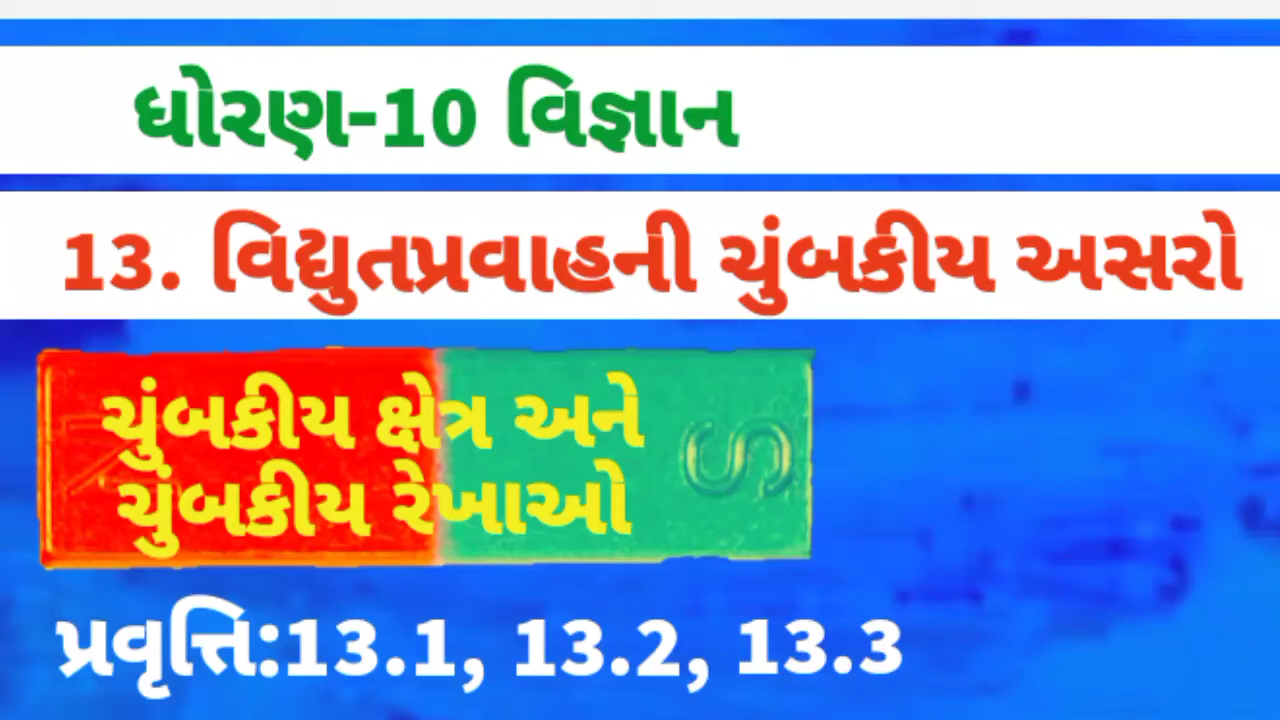 ધોરણ-10 વિજ્ઞાન
13. વિદ્યુતપ્રવાહની ચુંબકીય અસરો
ચુંબકીય ક્ષેત્ર અને
ચુંબકીય રેખાઓ
S
પ્રવૃત્તિ:13.1, 13.2, 13.3